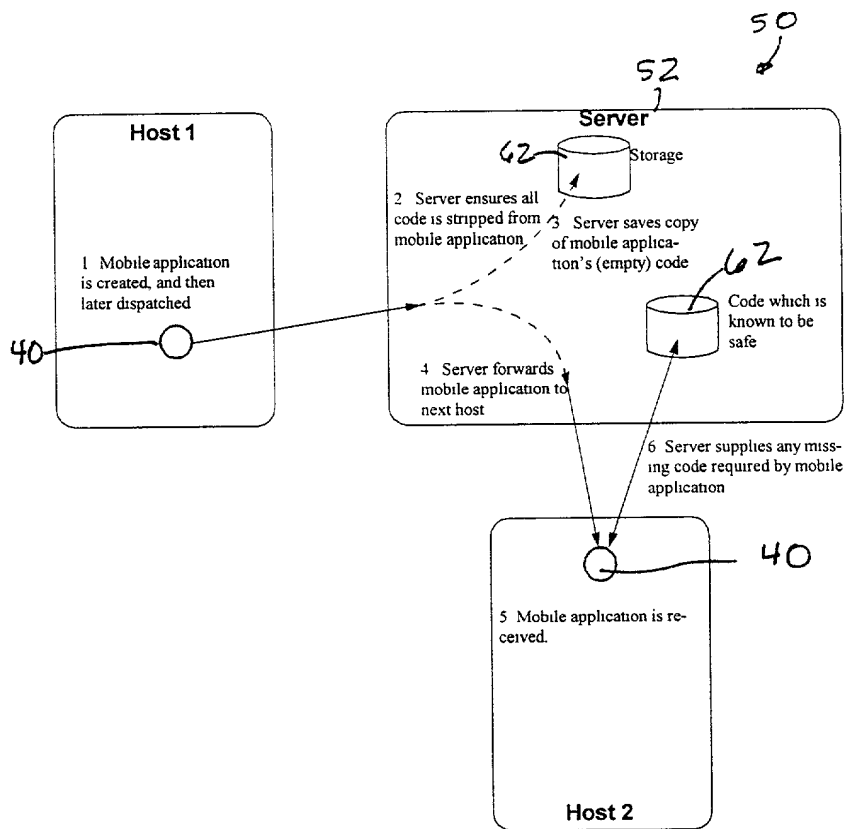 50
52
Host 1
Server
62
Storage
2 Server ensures all
code is stripped from
mobile application
3 Server saves copy
of mobile applica-
tion's (empty) code
1 Mobile application
is created, and then
later dispatched
62
Code which is
known to be
safe
40
4 Server forwards
mobile application to
next host
6 Server supplies any miss-
ing code required by mobile
application
40
5 Mobile application is re-
ceived.
Host 2